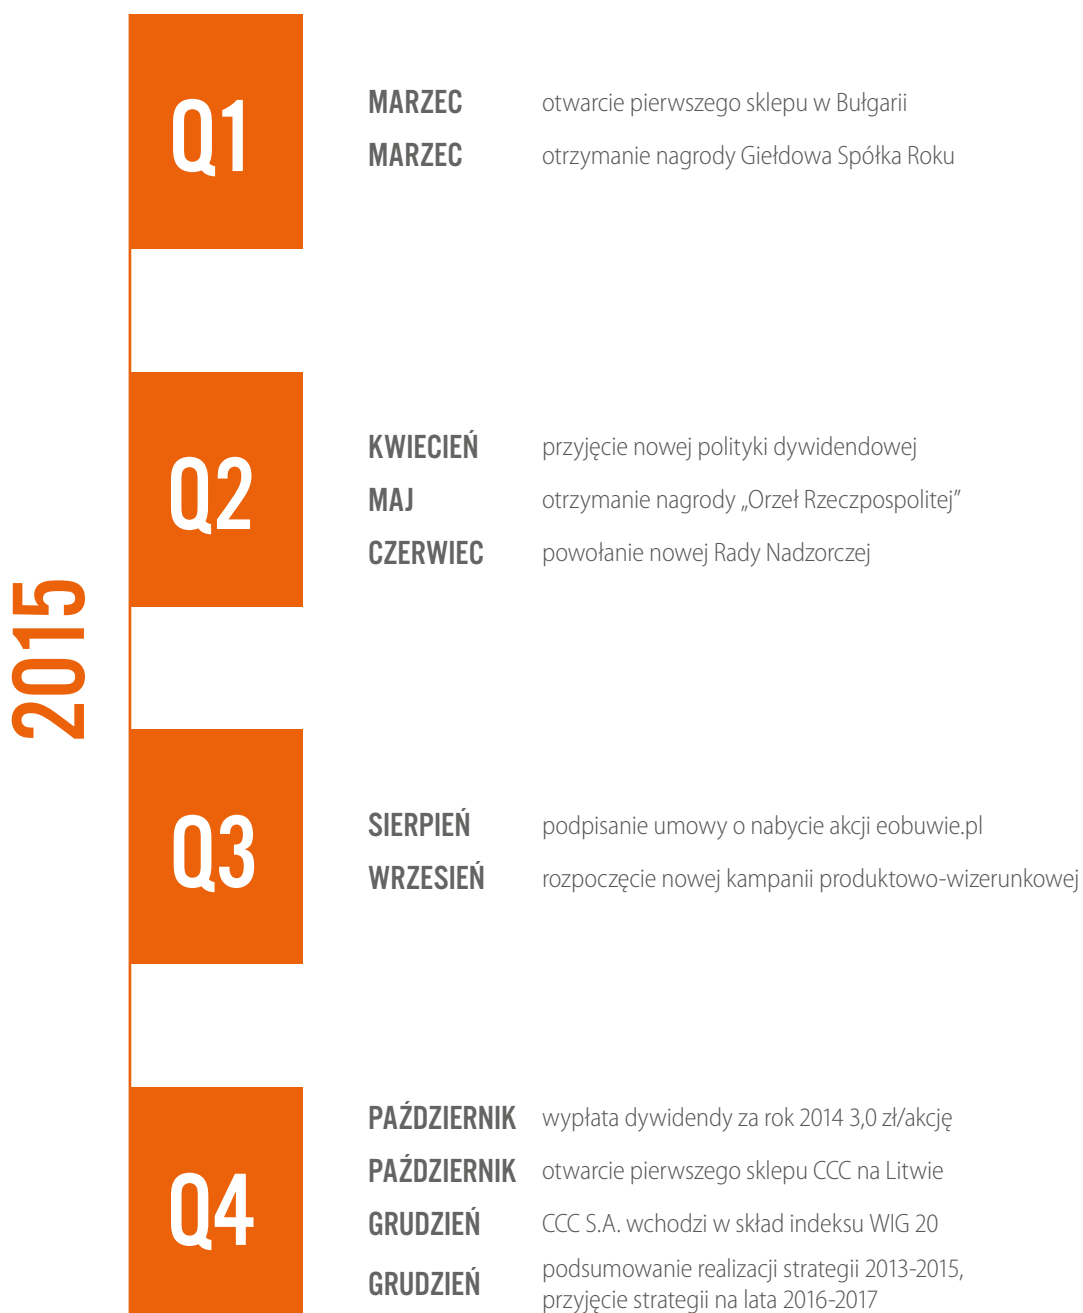 2015
Q1
MARZEC otwarcie pierwszego sklepu w Bułgarii
MARZEC otrzymanie nagrody Giełdowa Spółka Roku
Q2
KWIECIEŃ przyjęcie nowej polityki dywidendowej
MAJ otrzymanie nagrody „Orzeł Rzeczpospolitej”
CZERWIEC powołanie nowej Rady Nadzorczej
Q3
SIERPIEŃ podpisanie umowy o nabycie akcji eobuwie.pl
WRZESIEŃ rozpoczęcie nowej kampanii produktowo-wizerunkowej
Q4
PAŹDZIERNIK wypłata dywidendy za rok 2014 3,0 zł/akcję
PAŹDZIERNIK otwarcie pierwszego sklepu CCC na Litwie
GRUDZIEŃ CCC S.A. wchodzi w skład indeksu WIG 20
GRUDZIEŃ podsumowanie realizacji strategii 2013-2015,
przyjęcie strategii na lata 2016-2017